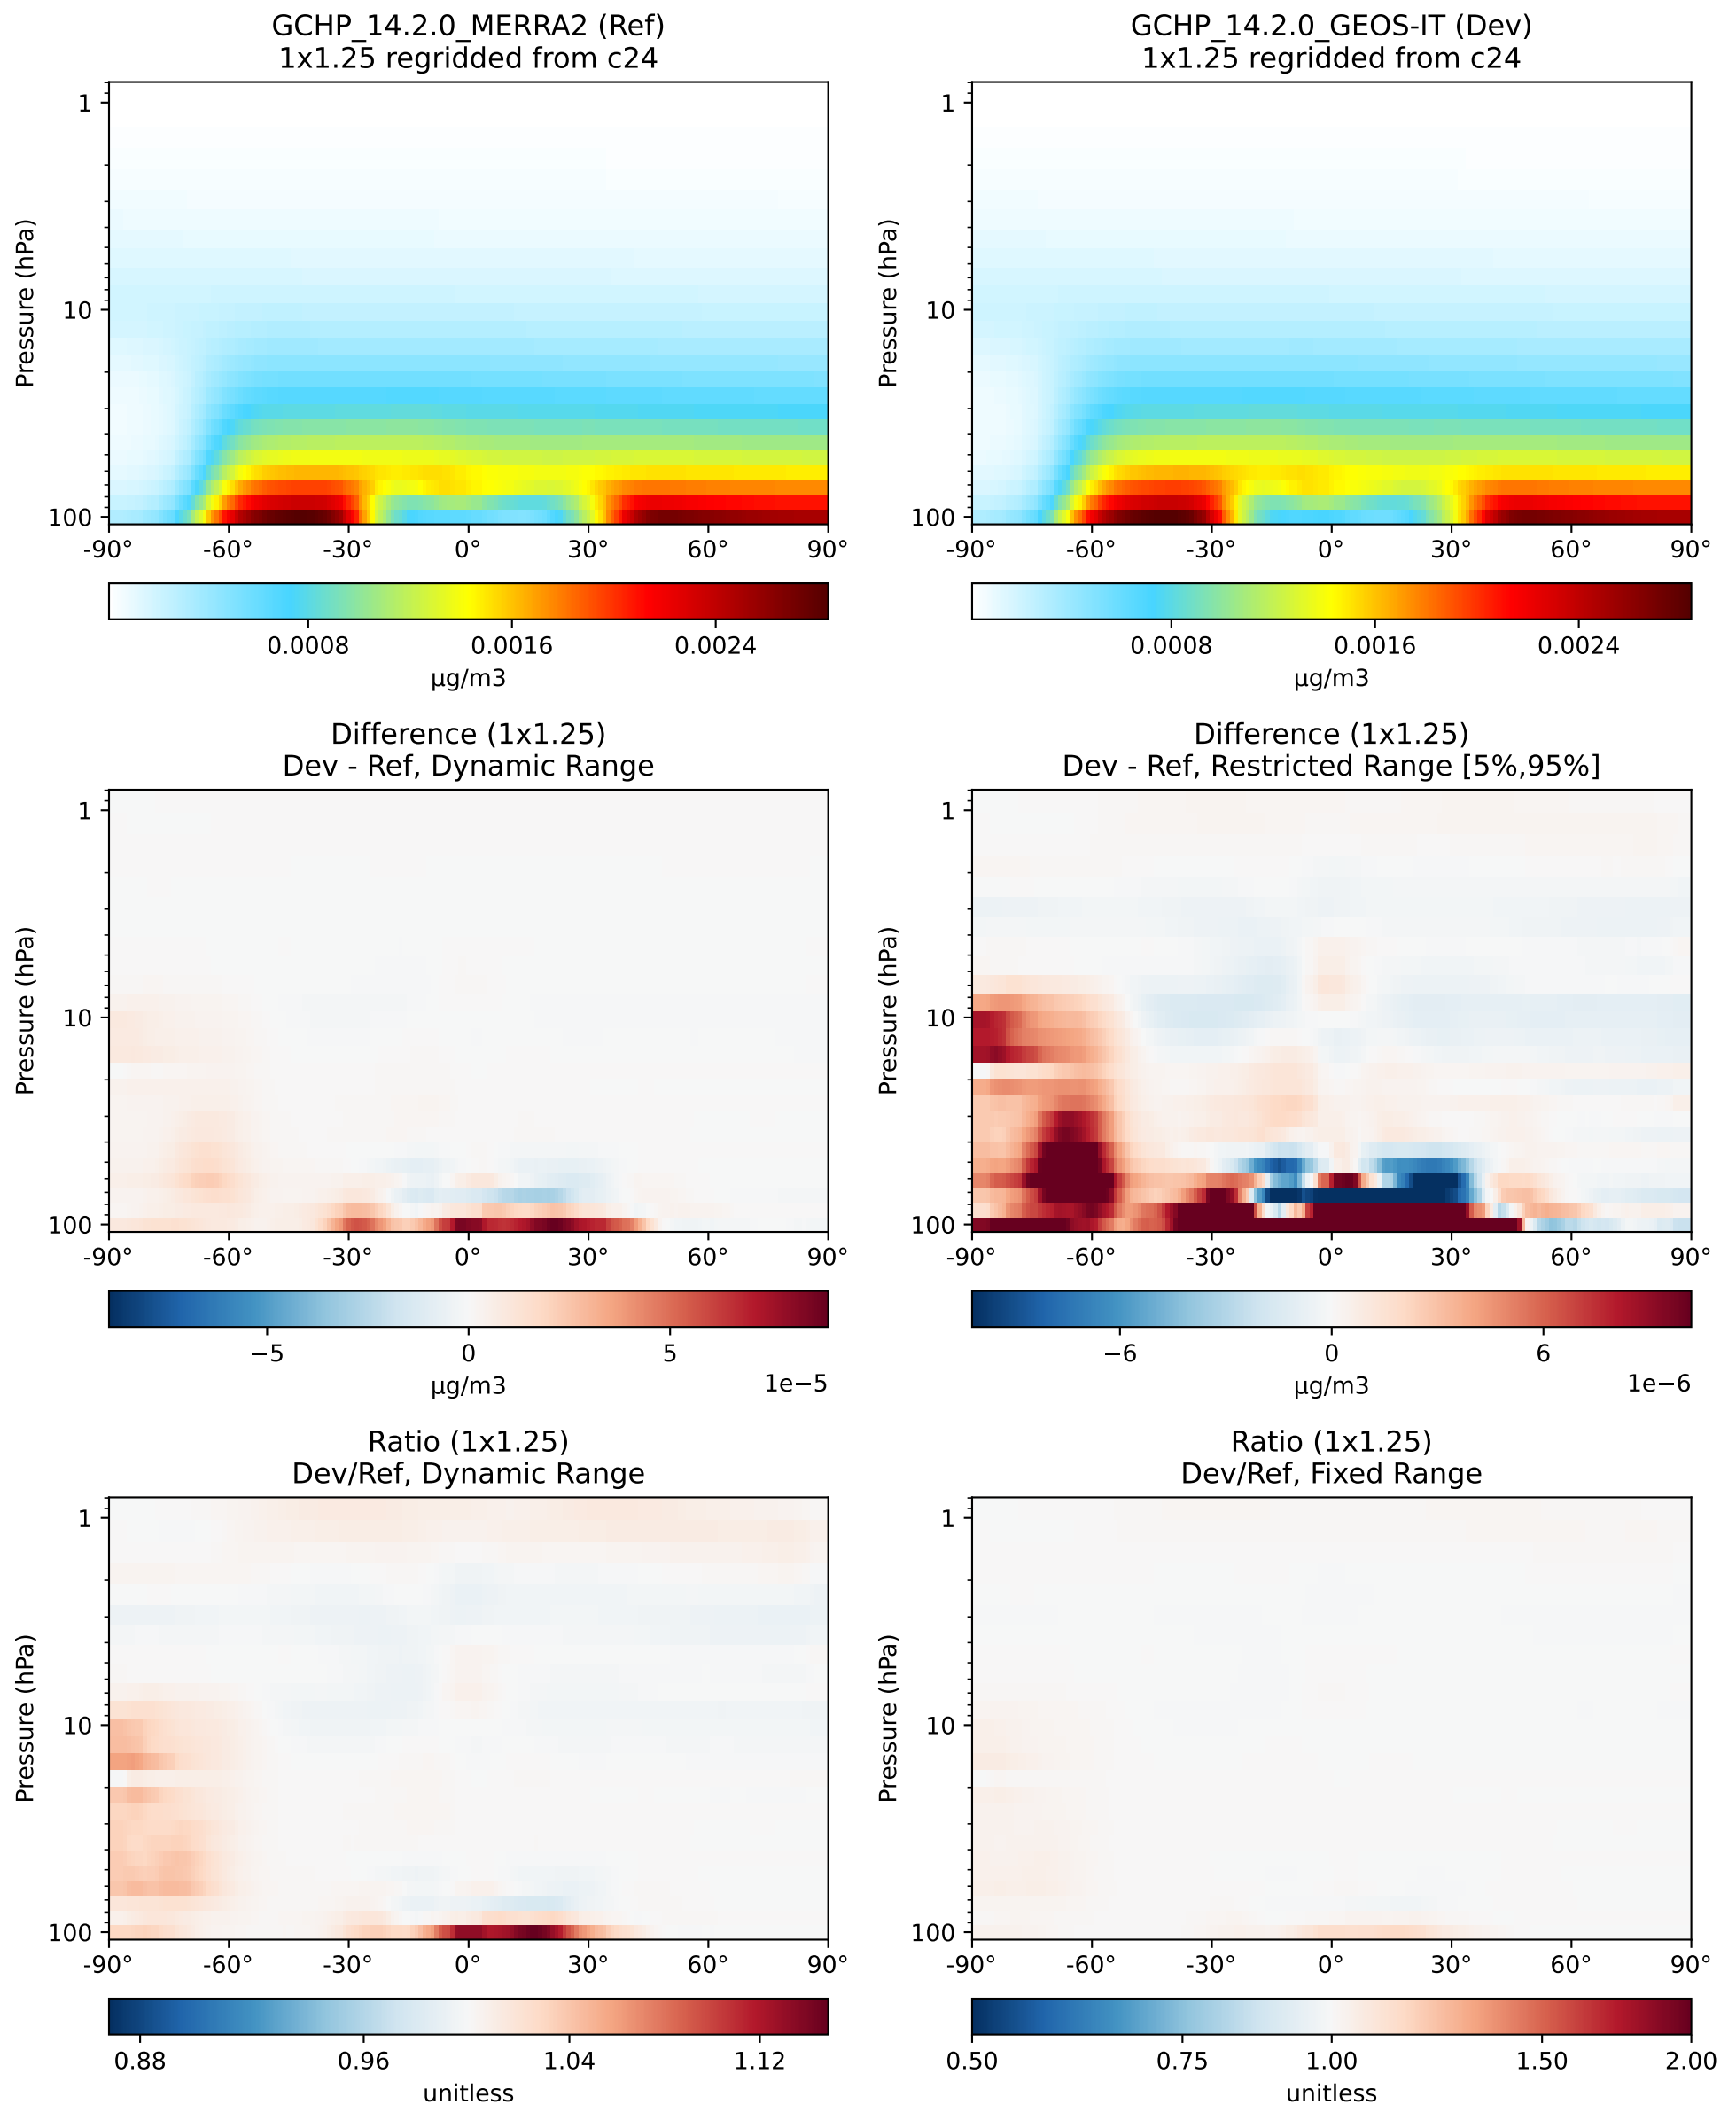 GCHP_14.2.0_MERRA2 (Ref)
1x1.25 regridded from c24
GCHP_14.2.0_GEOS-IT (Dev)
1x1.25 regridded from c24
Pressure (hPa)
1
10
100
-90° -60° -30° 0° 30° 60° 90°
0.0008 0.0016 0.0024
µg/m3
Pressure (hPa)
1
10
100
-90° -60° -30° 0° 30° 60° 90°
0.0008 0.0016 0.0024
µg/m3
Difference (1x1.25)
Dev - Ref, Dynamic Range
Pressure (hPa)
1
10
100
-90° -60° -30° 0° 30° 60° 90°
−5 0 5
µg/m3 1e−5
Difference (1x1.25)
Dev - Ref, Restricted Range [5%,95%]
Pressure (hPa)
1
10
100
-90° -60° -30° 0° 30° 60° 90°
−6 0 6
µg/m3 1e−6
Ratio (1x1.25)
Dev/Ref, Dynamic Range
Pressure (hPa)
1
10
100
-90° -60° -30° 0° 30° 60° 90°
0.88 0.96 1.04 1.12
unitless
Ratio (1x1.25)
Dev/Ref, Fixed Range
Pressure (hPa)
1
10
100
-90° -60° -30° 0° 30° 60° 90°
0.50 0.75 1.00 1.50 2.00
unitless